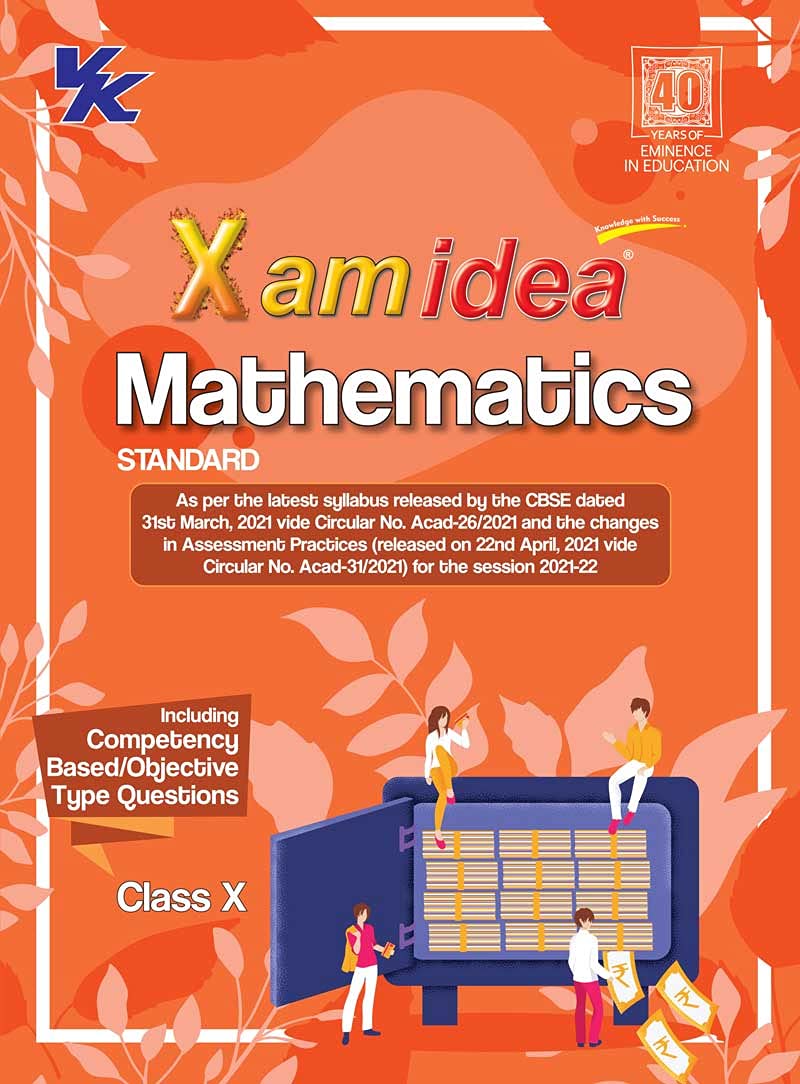 VK
40
YEARS OF
EMINENCE
IN EDUCATION
Knowledge with Success
Xam idea®
Mathematics
STANDARD
As per the latest syllabus released by the CBSE dated
31st March, 2021 vide Circular No. Acad-26/2021 and the changes
in Assessment Practices (released on 22nd April, 2021 vide
Circular No. Acad-31/2021) for the session 2021-22
Including
Competency
Based/Objective
Type Questions
Class X
₹
₹
₹